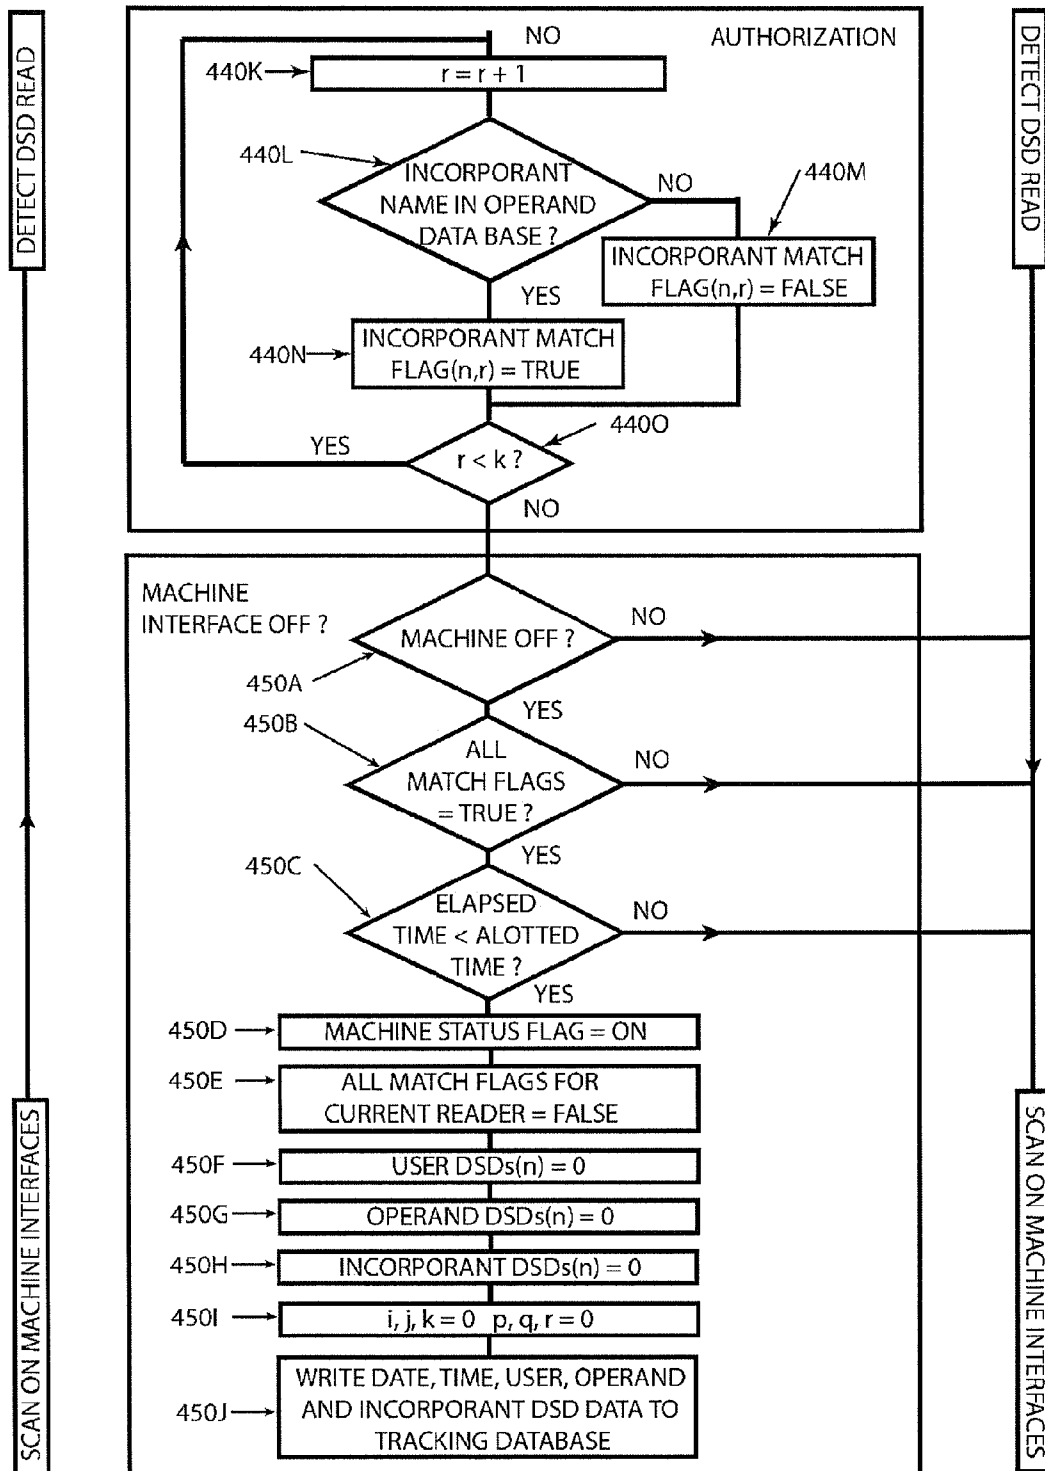 DETECT DSD READ
DETECT DSD READ
AUTHORIZATION
NO
440K
r = r + 1
440L
INCORPORANT
NAME IN OPERAND
DATA BASE ?
NO
440M
INCORPORANT MATCH
FLAG(n,r) = FALSE
YES
440N
INCORPORANT MATCH
FLAG(n,r) = TRUE
440O
YES
r < k ?
NO
MACHINE
INTERFACE OFF ?
MACHINE OFF ?
NO
450A
YES
450B
ALL
MATCH FLAGS
= TRUE ?
NO
YES
450C
ELAPSED
TIME < ALOTTED
TIME ?
NO
YES
450D
MACHINE STATUS FLAG = ON
450E
ALL MATCH FLAGS FOR
CURRENT READER = FALSE
450F
USER DSDs(n) = 0
450G
OPERAND DSDs(n) = 0
450H
INCORPORANT DSDs(n) = 0
450I
i, j, k = 0 p, q, r = 0
450J
WRITE DATE, TIME, USER, OPERAND
AND INCORPORANT DSD DATA TO
TRACKING DATABASE
SCAN ON MACHINE INTERFACES
SCAN ON MACHINE INTERFACES